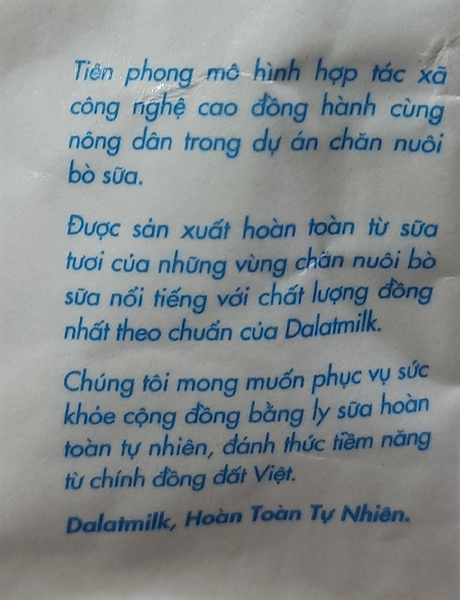 Tiên phong mô hình hợp tác xã
công nghệ cao đồng hành cùng
nông dân trong dự án chăn nuôi
bò sữa.
Được sản xuất hoàn toàn từ sữa
tươi của những vùng chăn nuôi bò
sữa nổi tiếng với chất lượng đồng
nhất theo chuẩn của Dalatmilk.
Chúng tôi mong muốn phục vụ sức
khỏe cộng đồng bằng ly sữa hoàn
toàn tự nhiên, đánh thức tiềm năng
từ chính đồng đất Việt.
Dalatmilk, Hoàn Toàn Tự Nhiên.